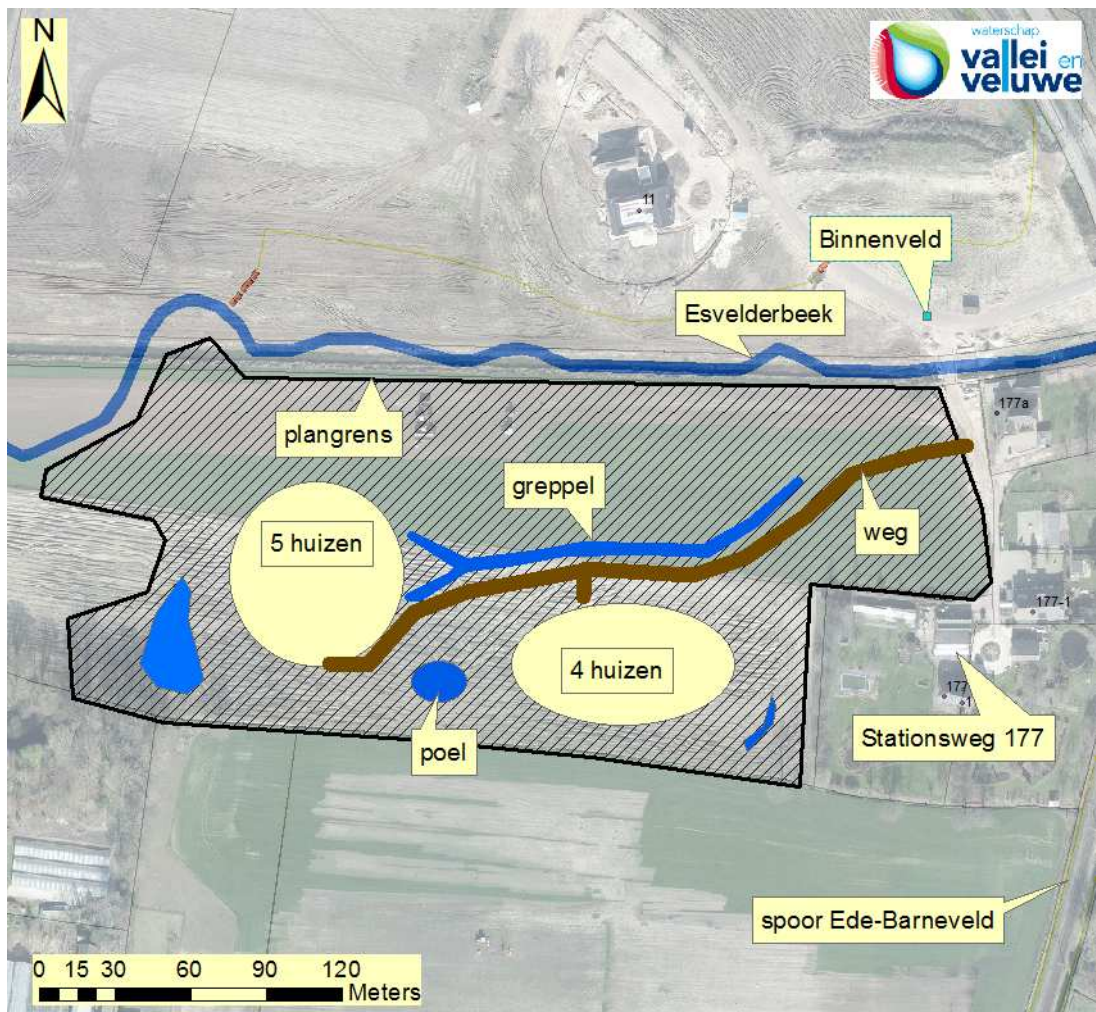 N
waterschap
vallei en
veluwe
11
Binnenveld
Esvelderbeek
177a
plangrens
greppel
weg
5 huizen
177-1
4 huizen
177
1
Stationsweg 177
poel
spoor Ede-Barneveld
0 15 30 60 90 120
Meters